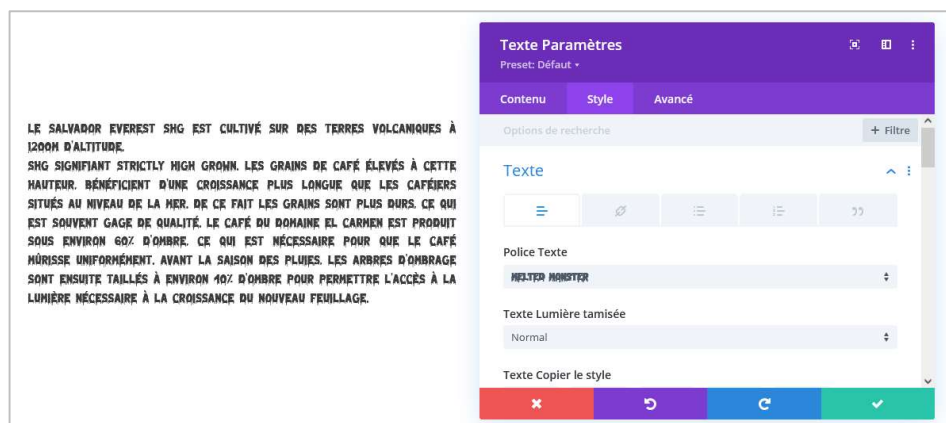 LE SALVADOR EVEREST SHG EST CULTIVÉ SUR DES TERRES VOLCANIQUES À
1200M D'ALTITUDE.
SHG SIGNIFIANT STRICTLY HIGH GROWN. LES GRAINS DE CAFÉ ÉLEVÉS À CETTE
HAUTEUR, BÉNÉFICIENT D'UNE CROISSANCE PLUS LONGUE QUE LES CAFÉIERS
SITUÉS AU NIVEAU DE LA MER. DE CE FAIT LES GRAINS SONT PLUS DURS, CE QUI
EST SOUVENT GAGE DE QUALITÉ. LE CAFÉ DU DOMAINE EL CARMEN EST PRODUIT
SOUS ENVIRON 60% D'OMBRE, CE QUI EST NÉCESSAIRE POUR QUE LE CAFÉ
MÛRISSE UNIFORMÉMENT. AVANT LA SAISON DES PLUIES, LES ARBRES D'OMBRAGE
SONT ENSUITE TAILLÉS À ENVIRON 40% D'OMBRE POUR PERMETTRE L'ACCÈS À LA
LUMIÈRE NÉCESSAIRE À LA CROISSANCE DU NOUVEAU FEUILLAGE.
Texte Paramètres
Preset: Défaut
Contenu Style Avancé
Options de recherche + Filtre
Texte
Police Texte
MELTED MONSTER
Texte Lumière tamisée
Normal
Texte Copier le style